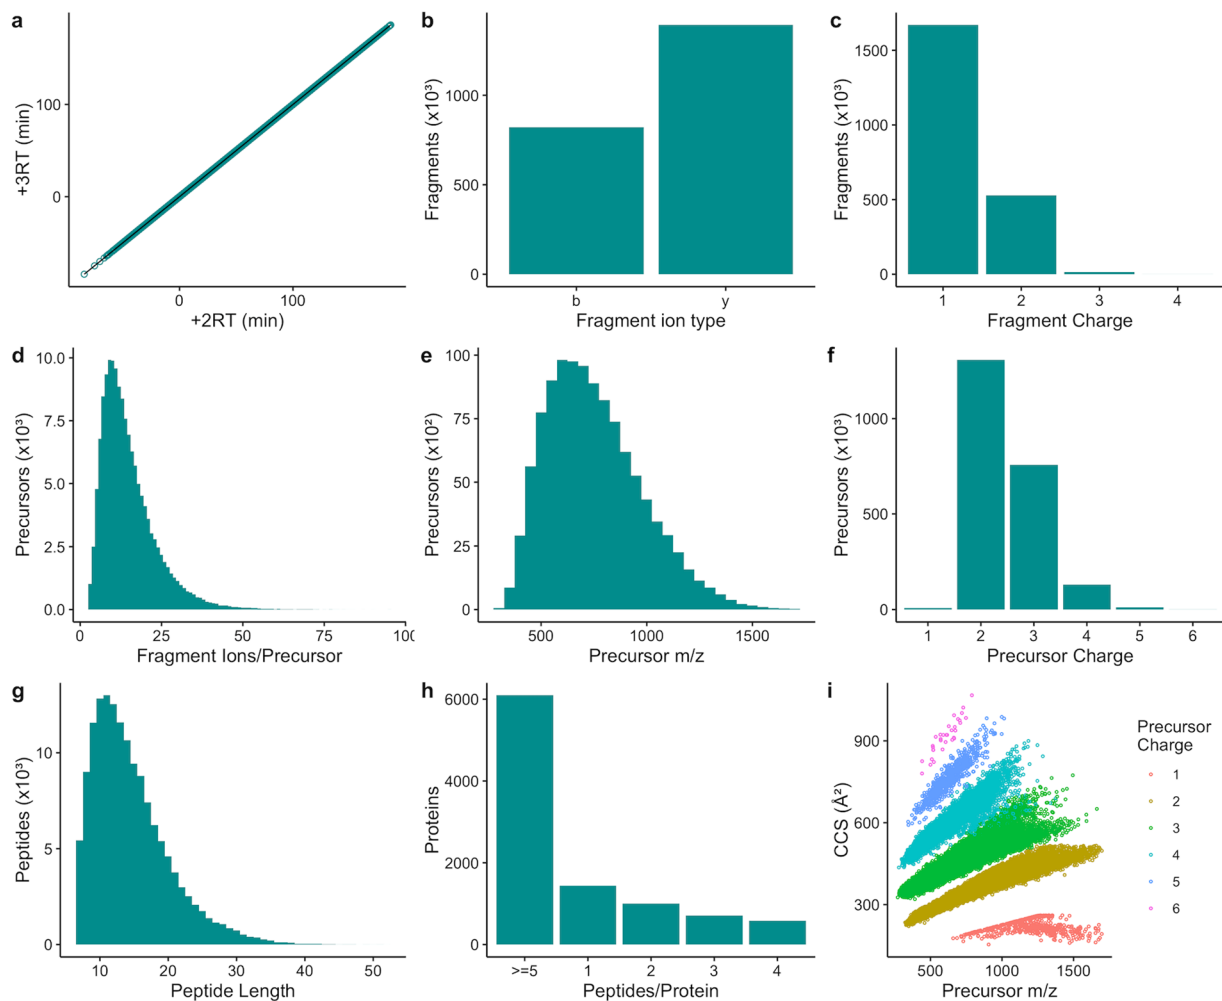 a
+3RT (min)
100
0
0 100
+2RT (min)
b
Fragments (x10³)
1000
500
0
b y
Fragment ion type
c
Fragments (x10³)
1500
1000
500
0
1 2 3 4
Fragment Charge
d
Precursors (x10³)
10.0
7.5
5.0
2.5
0.0
0 25 50 75
Fragment Ions/Precursor
e
Precursors (x10²)
100
75
50
25
0
500 1000 1500
Precursor m/z
f
Precursors (x10³)
1000
500
0
1 2 3 4 5 6
Precursor Charge
g
Peptides (x10³)
10
5
0
10 20 30 40 50
Peptide Length
h
Proteins
6000
4000
2000
0
>=5 1 2 3 4
Peptides/Protein
i
CCS (Å²)
900
600
300
500 1000 1500
Precursor m/z
Precursor
Charge
1
2
3
4
5
6